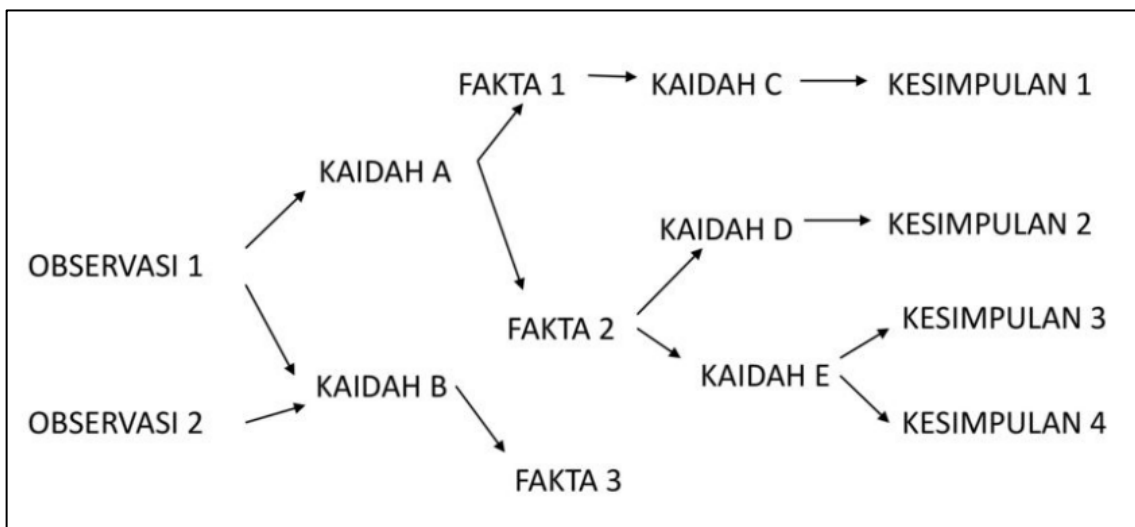 FAKTA 1
KAIDAH C
KESIMPULAN 1
KAIDAH A
KAIDAH D
KESIMPULAN 2
OBSERVASI 1
FAKTA 2
KESIMPULAN 3
KAIDAH E
KAIDAH B
OBSERVASI 2
KESIMPULAN 4
FAKTA 3